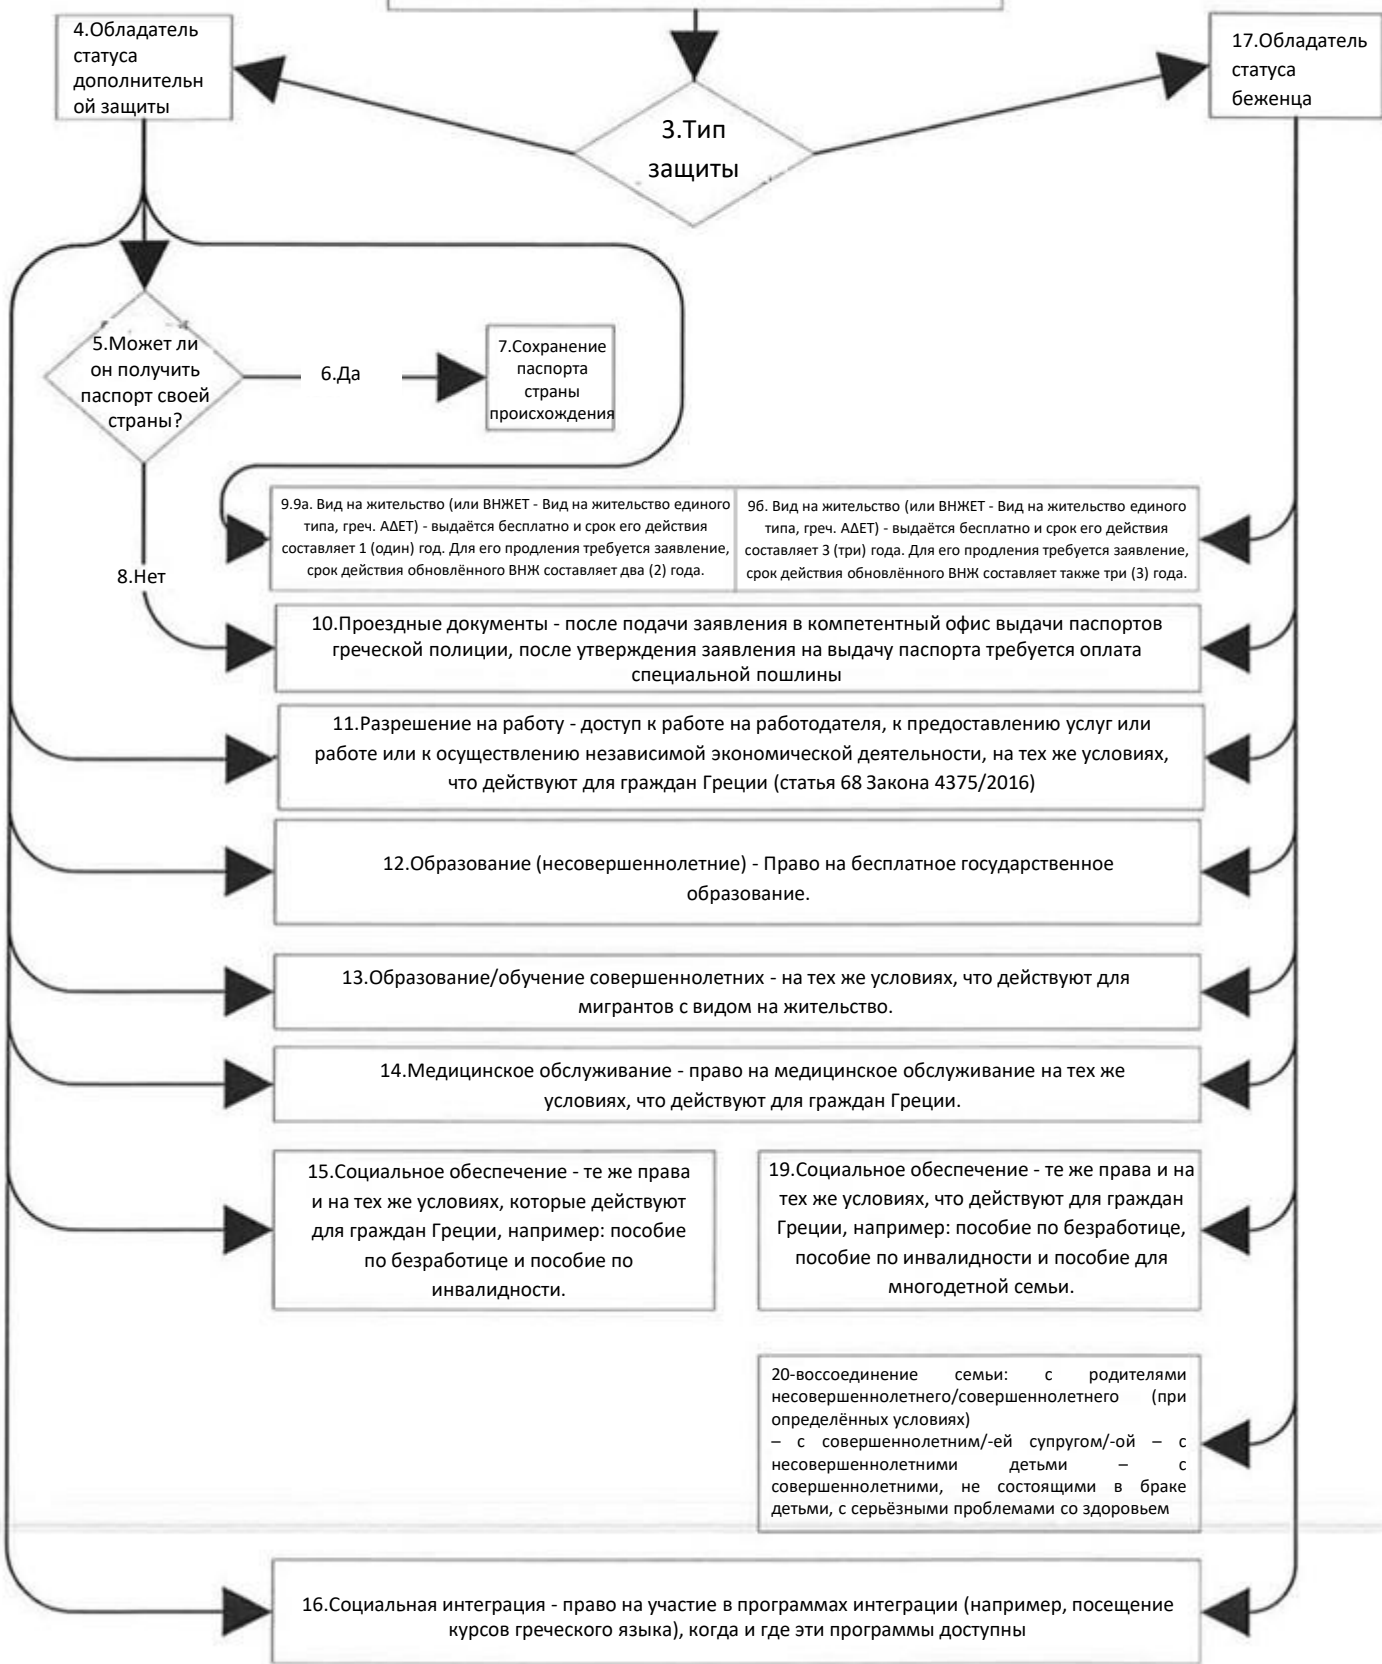 4.Обладатель
статуса
дополнительн
ой защиты
17.Обладатель
статуса
беженца
3.Тип
защиты
5.Может ли
он получить
паспорт своей
страны?
6.Да
7.Сохранение
паспорта
страны
происхождения
8.Нет
9.9а. Вид на жительство (или ВНЖЕТ - Вид на жительство единого
типа, греч. ΑΔΕΤ) - выдаётся бесплатно и срок его действия
составляет 1 (один) год. Для его продления требуется заявление,
срок действия обновлённого ВНЖ составляет два (2) года.
9б. Вид на жительство (или ВНЖЕТ - Вид на жительство единого
типа, греч. ΑΔΕΤ) - выдаётся бесплатно и срок его действия
составляет 3 (три) года. Для его продления требуется заявление,
срок действия обновлённого ВНЖ составляет также три (3) года.
10.Проездные документы - после подачи заявления в компетентный офис выдачи паспортов
греческой полиции, после утверждения заявления на выдачу паспорта требуется оплата
специальной пошлины
11.Разрешение на работу - доступ к работе на работодателя, к предоставлению услуг или
работе или к осуществлению независимой экономической деятельности, на тех же условиях,
что действуют для граждан Греции (статья 68 Закона 4375/2016)
12.Образование (несовершеннолетние) - Право на бесплатное государственное
образование.
13.Образование/обучение совершеннолетних - на тех же условиях, что действуют для
мигрантов с видом на жительство.
14.Медицинское обслуживание - право на медицинское обслуживание на тех же
условиях, что действуют для граждан Греции.
15.Социальное обеспечение - те же права
и на тех же условиях, которые действуют
для граждан Греции, например: пособие
по безработице и пособие по
инвалидности.
19.Социальное обеспечение - те же права и на
тех же условиях, что действуют для граждан
Греции, например: пособие по безработице,
пособие по инвалидности и пособие для
многодетной семьи.
20-воссоединение семьи: с родителями
несовершеннолетнего/совершеннолетнего (при
определённых условиях)
– с совершеннолетним/-ей супругом/-ой – с
несовершеннолетними детьми – с
совершеннолетними, не состоящими в браке
детьми, с серьёзными проблемами со здоровьем
16.Социальная интеграция - право на участие в программах интеграции (например, посещение
курсов греческого языка), когда и где эти программы доступны